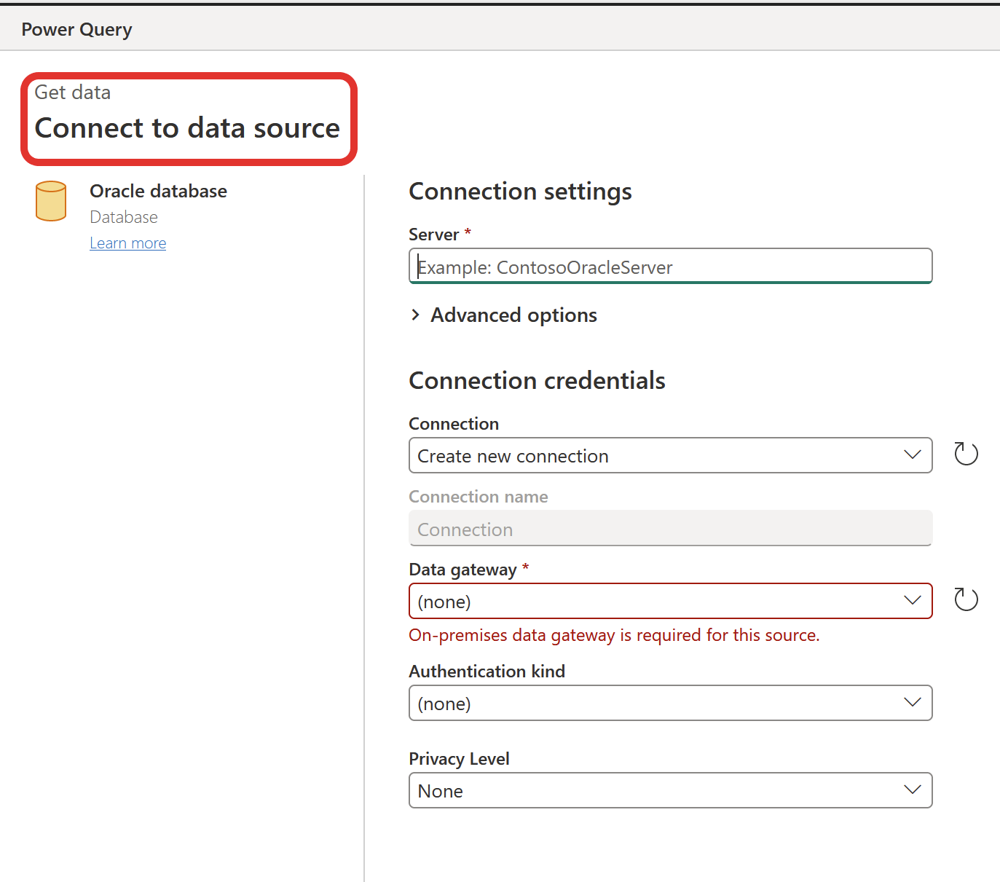 Power Query
Get data
Connect to data source
Oracle database
Database
Learn more
Connection settings
Server *
Example: ContosoOracleServer
Advanced options
Connection credentials
Connection
Create new connection
Connection name
Connection
Data gateway *
(none)
On-premises data gateway is required for this source.
Authentication kind
(none)
Privacy Level
None